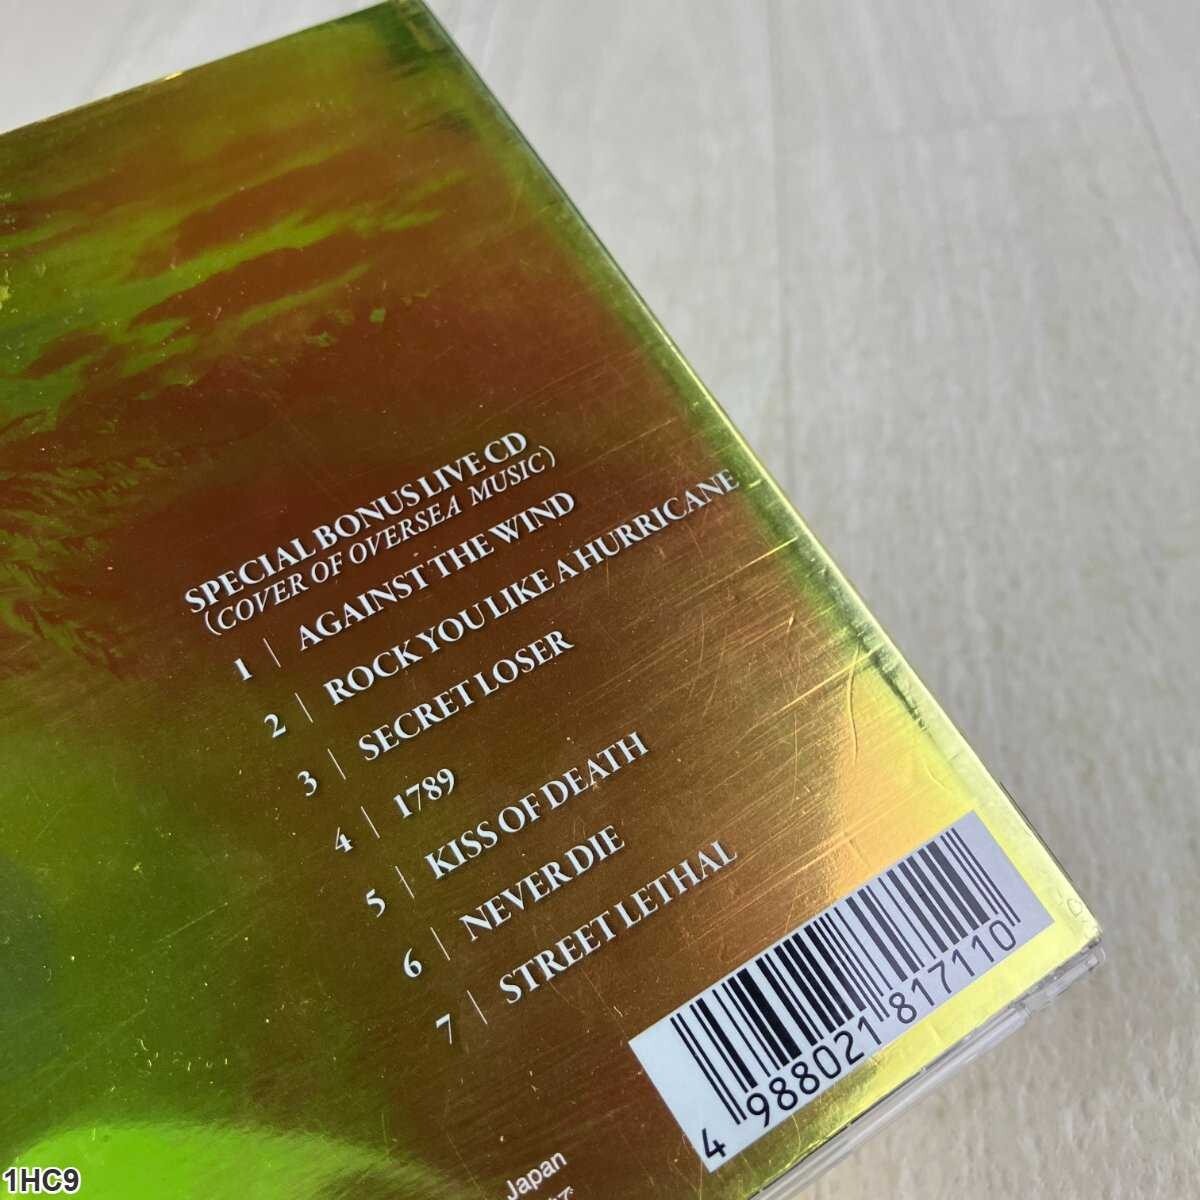 SPECIAL BONUS LIVE CD
(COVER OF OVERSEA MUSIC)
1 | AGAINST THE WIND
2 | ROCK YOU LIKE A HURRICANE
3 | SECRET LOSER
4 | 1789
5 | KISS OF DEATH
6 | NEVER DIE
7 | STREET LETHAL
4 988021 817110
Japan
1HC9